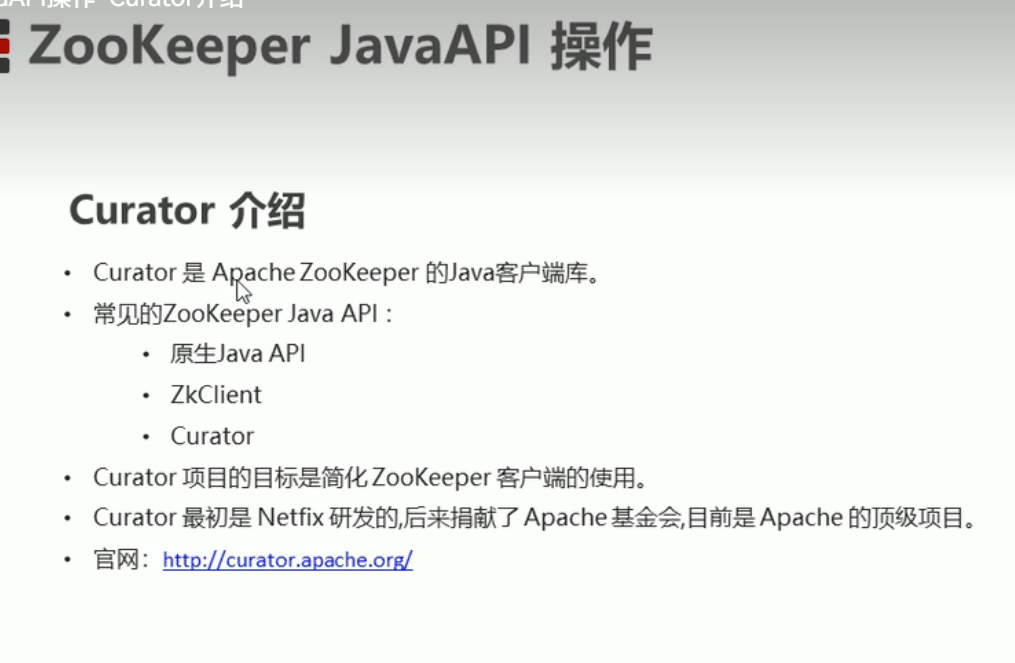 API操作-Curator介绍
ZooKeeper JavaAPI 操作
Curator 介绍
• Curator 是 Apache ZooKeeper 的Java客户端库。
• 常见的ZooKeeper Java API :
• 原生Java API
• ZkClient
• Curator
• Curator 项目的目标是简化 ZooKeeper 客户端的使用。
• Curator 最初是 Netfix 研发的,后来捐献了 Apache 基金会,目前是 Apache 的顶级项目。
• 官网：http://curator.apache.org/